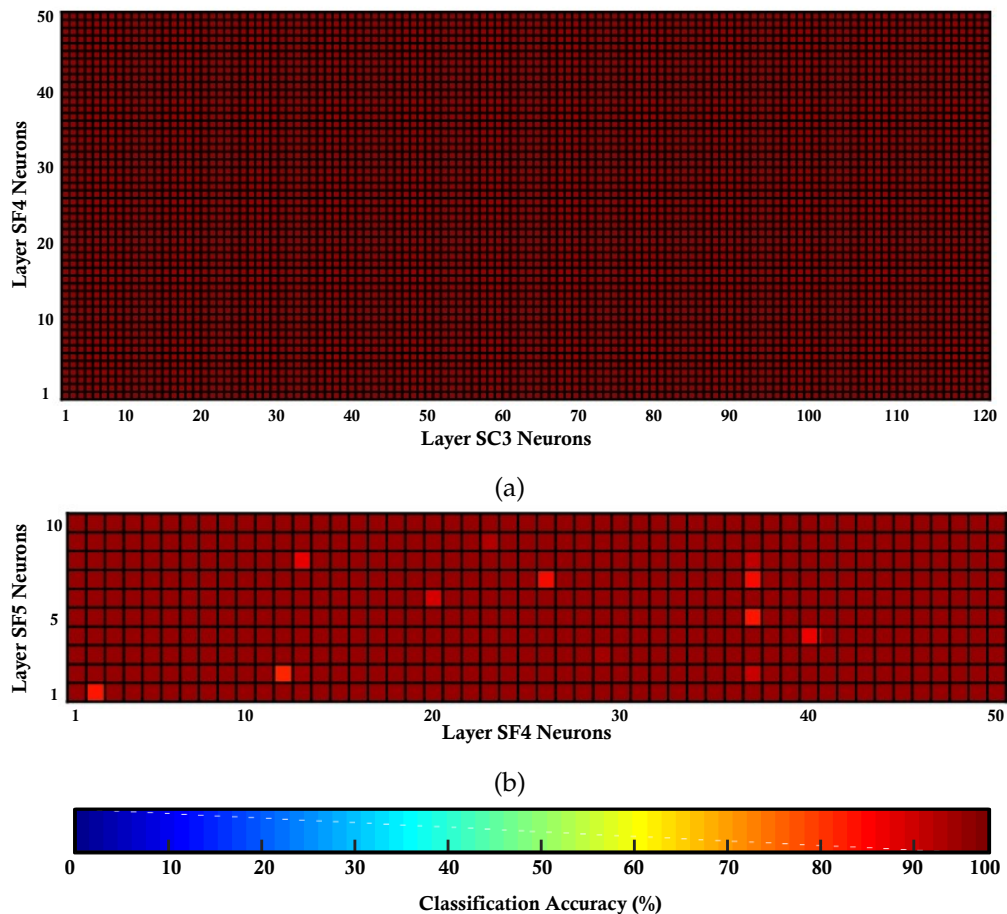 50
40
30
20
10
1
Layer SF4 Neurons
1 10 20 30 40 50 60 70 80 90 100 110 120
Layer SC3 Neurons
(a)
10
5
1
Layer SF5 Neurons
1 10 20 30 40 50
Layer SF4 Neurons
(b)
0 10 20 30 40 50 60 70 80 90 100
Classification Accuracy (%)